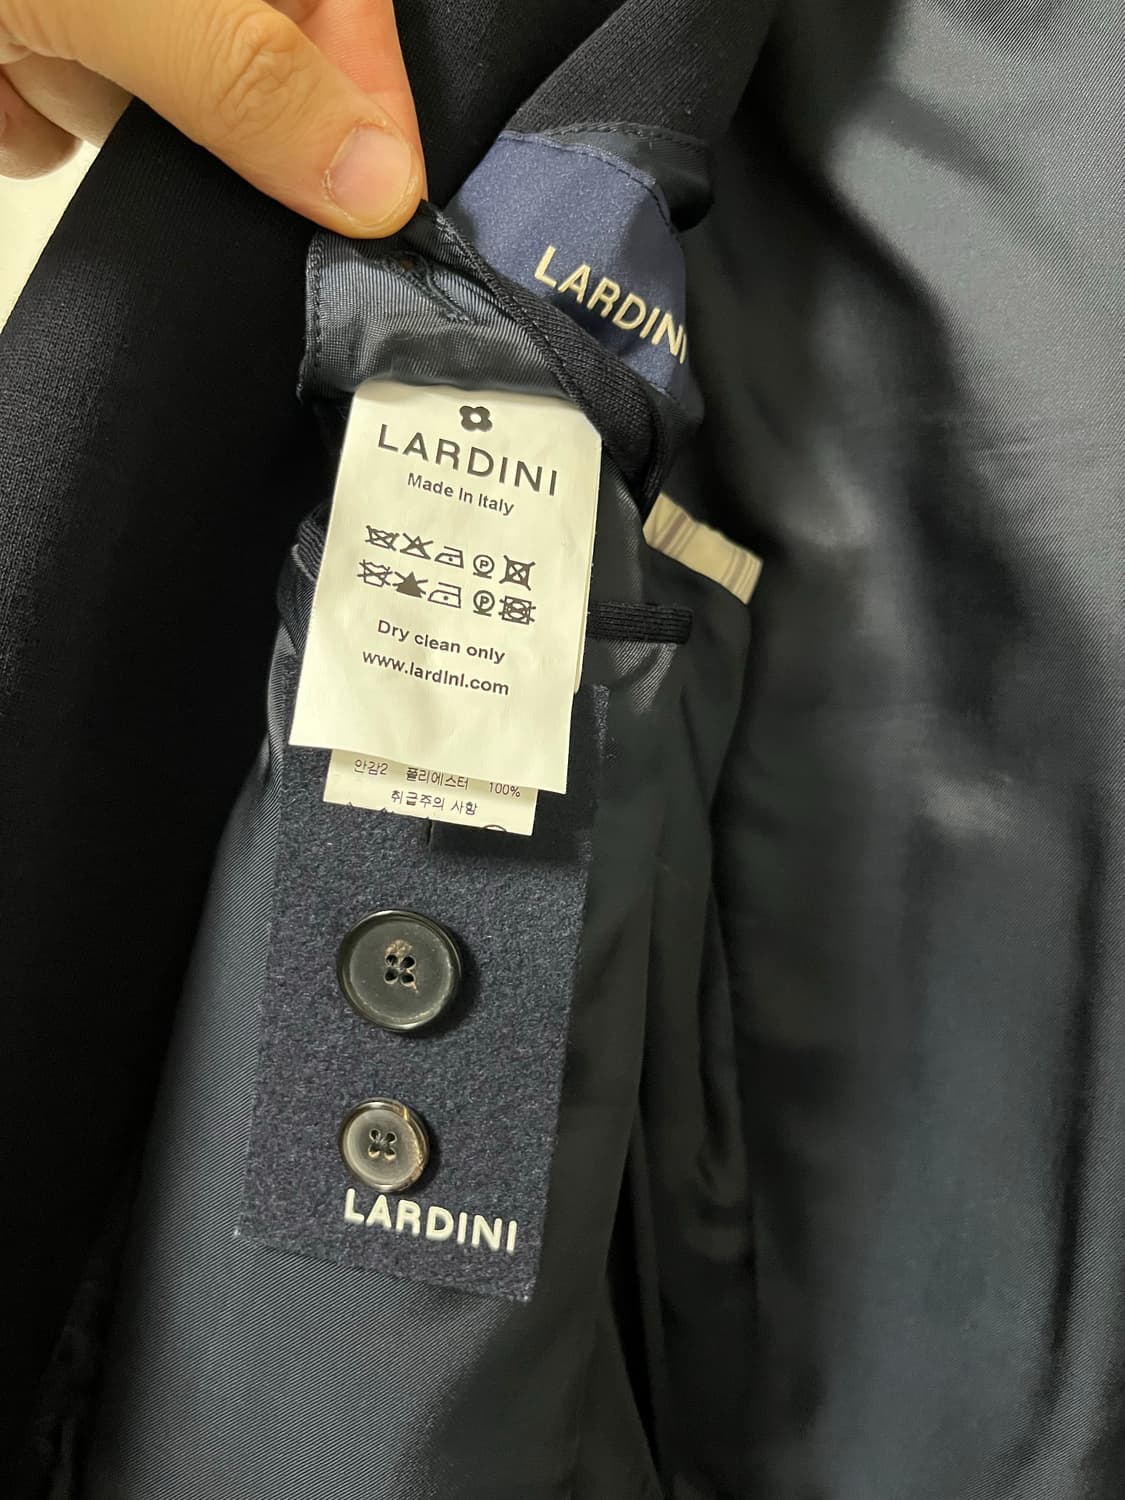 LARDINI
LARDINI
Made in Italy
P
P
Dry clean only
www.lardini.com
안감2 폴리에스터 100%
취급주의 사항
LARDINI